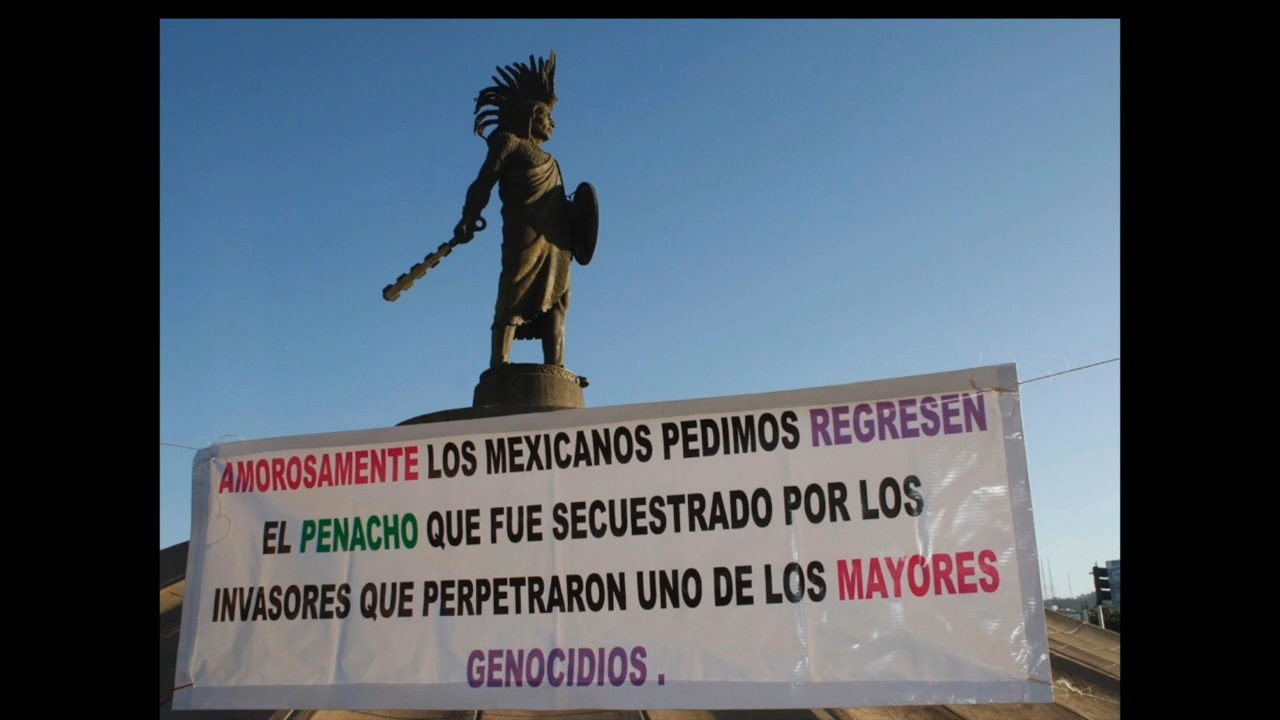 AMOROSAMENTE LOS MEXICANOS PEDIMOS REGRESEN
EL PENACHO QUE FUE SECUESTRADO POR LOS
INVASORES QUE PERPETRARON UNO DE LOS MAYORES
GENOCIDIOS .